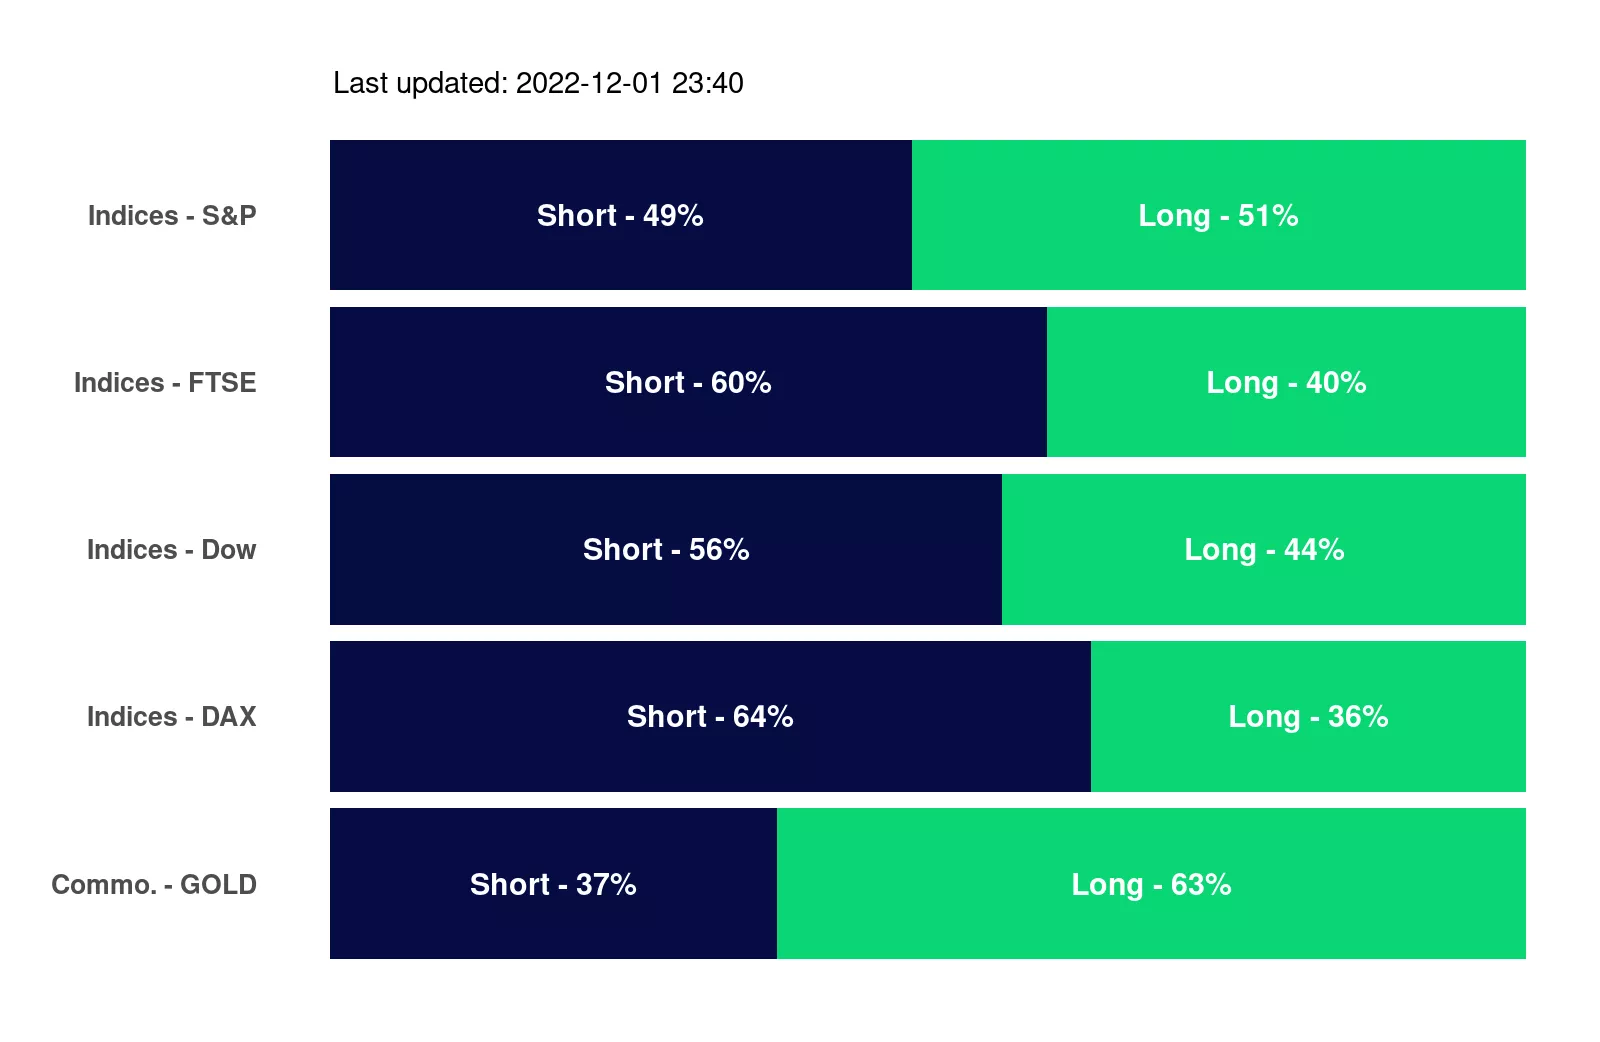 Last updated: 2022-12-01 23:40
Indices - S&P Short - 49% Long - 51%
Indices - FTSE Short - 60% Long - 40%
Indices - Dow Short - 56% Long - 44%
Indices - DAX Short - 64% Long - 36%
Commo. - GOLD Short - 37% Long - 63%